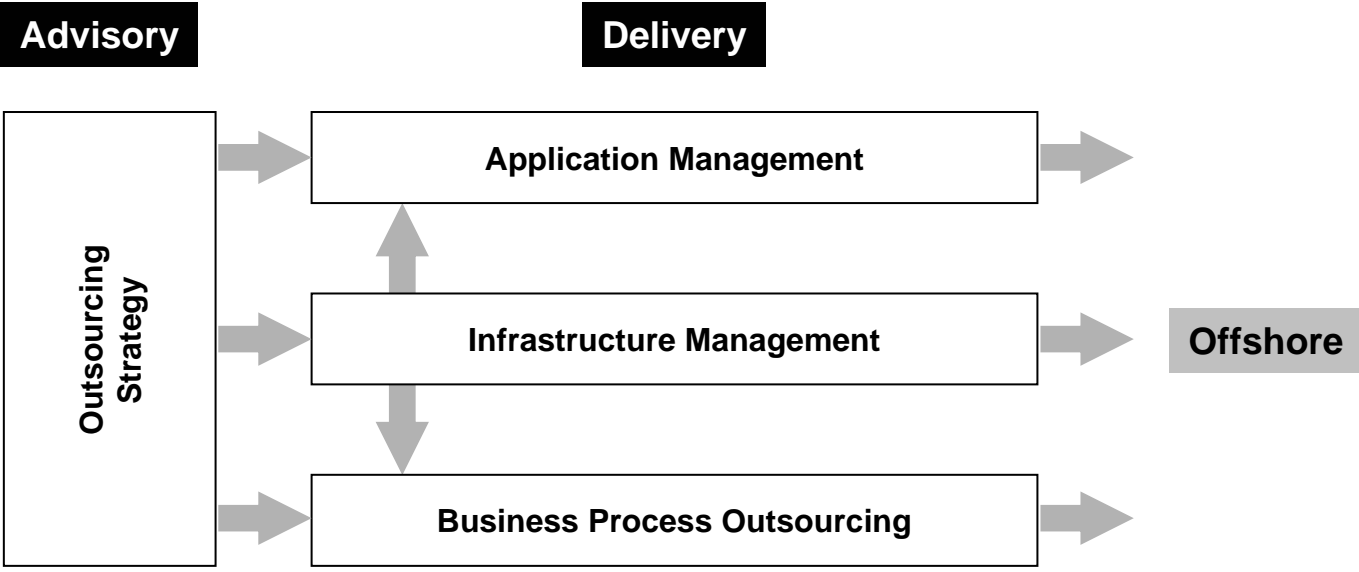 Advisory
Delivery
Outsourcing
Strategy
Application Management
Infrastructure Management
Offshore
Business Process Outsourcing